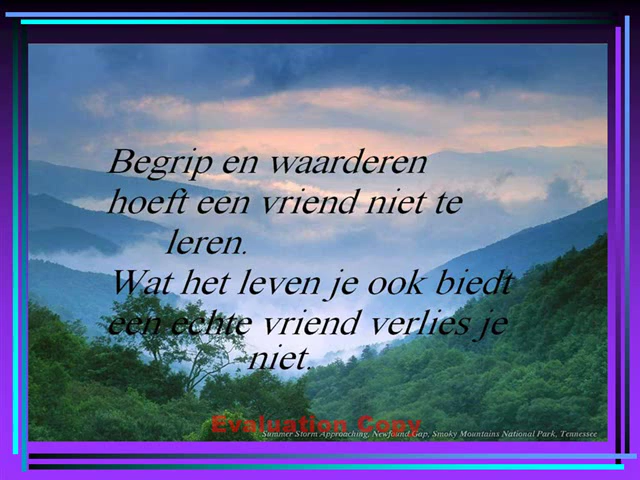 Begrip en waarderen
hoeft een vriend niet te
leren.
Wat het leven je ook biedt
een echte vriend verlies je
niet.
Evaluation Copy
Summer Storm Approaching, Newfound Gap, Smoky Mountains National Park, Tennessee